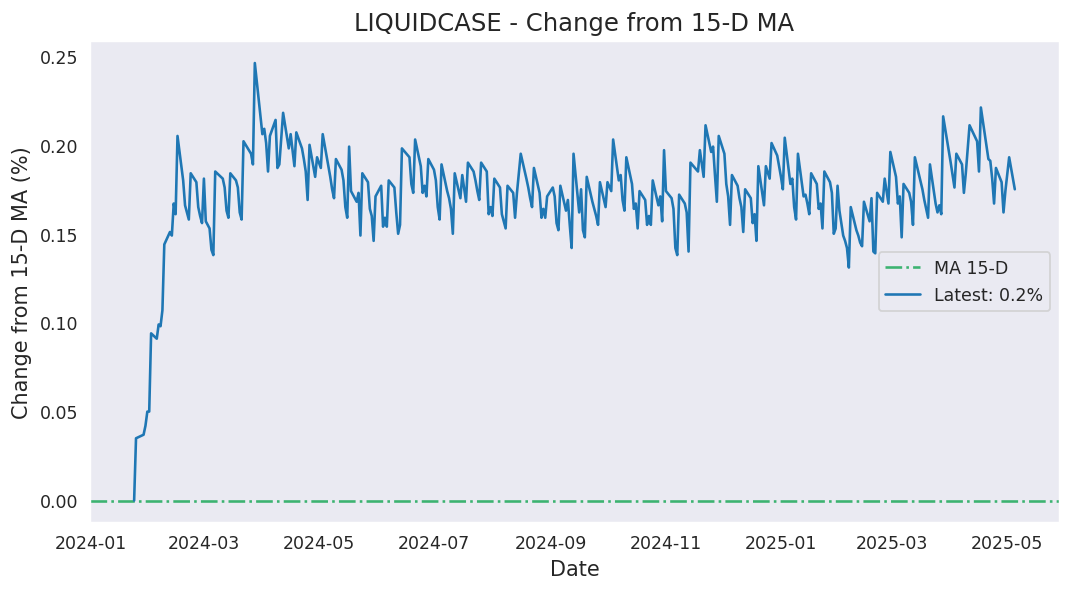 LIQUIDCASE - Change from 15-D MA
Change from 15-D MA (%)
0.25
0.20
0.15
0.10
0.05
0.00
MA 15-D
Latest: 0.2%
2024-01 2024-03 2024-05 2024-07 2024-09 2024-11 2025-01 2025-03 2025-05
Date